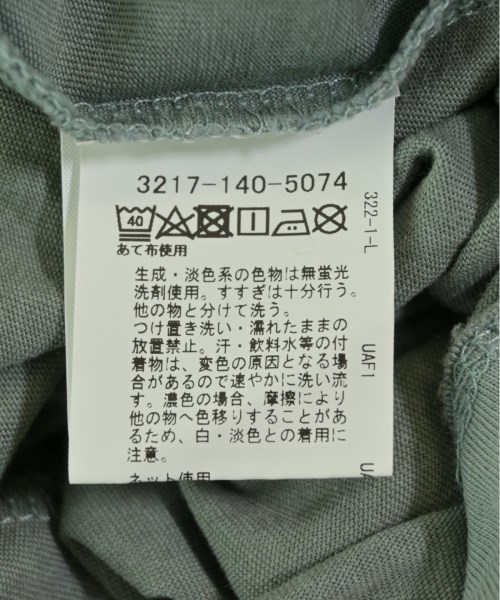 3217-140-5074
40
あて布使用
生成・淡色系の色物は無蛍光
洗剤使用。すすぎは十分行う。
他の物と分けて洗う。
つけ置き洗い・濡れたままの
放置禁止。汗・飲料水等の付
着物は、変色の原因となる場
合があるので速やかに洗い流
す。濃色の場合、摩擦により
他の物へ色移りすることがあ
るため、白・淡色との着用に
注意。
ネット使用
322-1-L
UAF1
UA